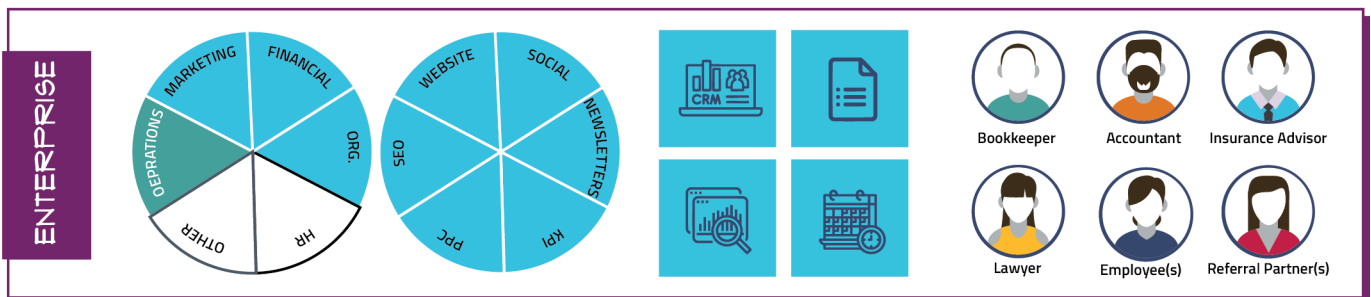 ENTERPRISE
MARKETING
FINANCIAL
ORG.
HR
OTHER
OEPRATIONS
WEBSITE
SOCIAL
NEWSLETTERS
KPI
PPC
SEO
CRM
Bookkeeper
Accountant
Insurance Advisor
Lawyer
Employee(s)
Referral Partner(s)